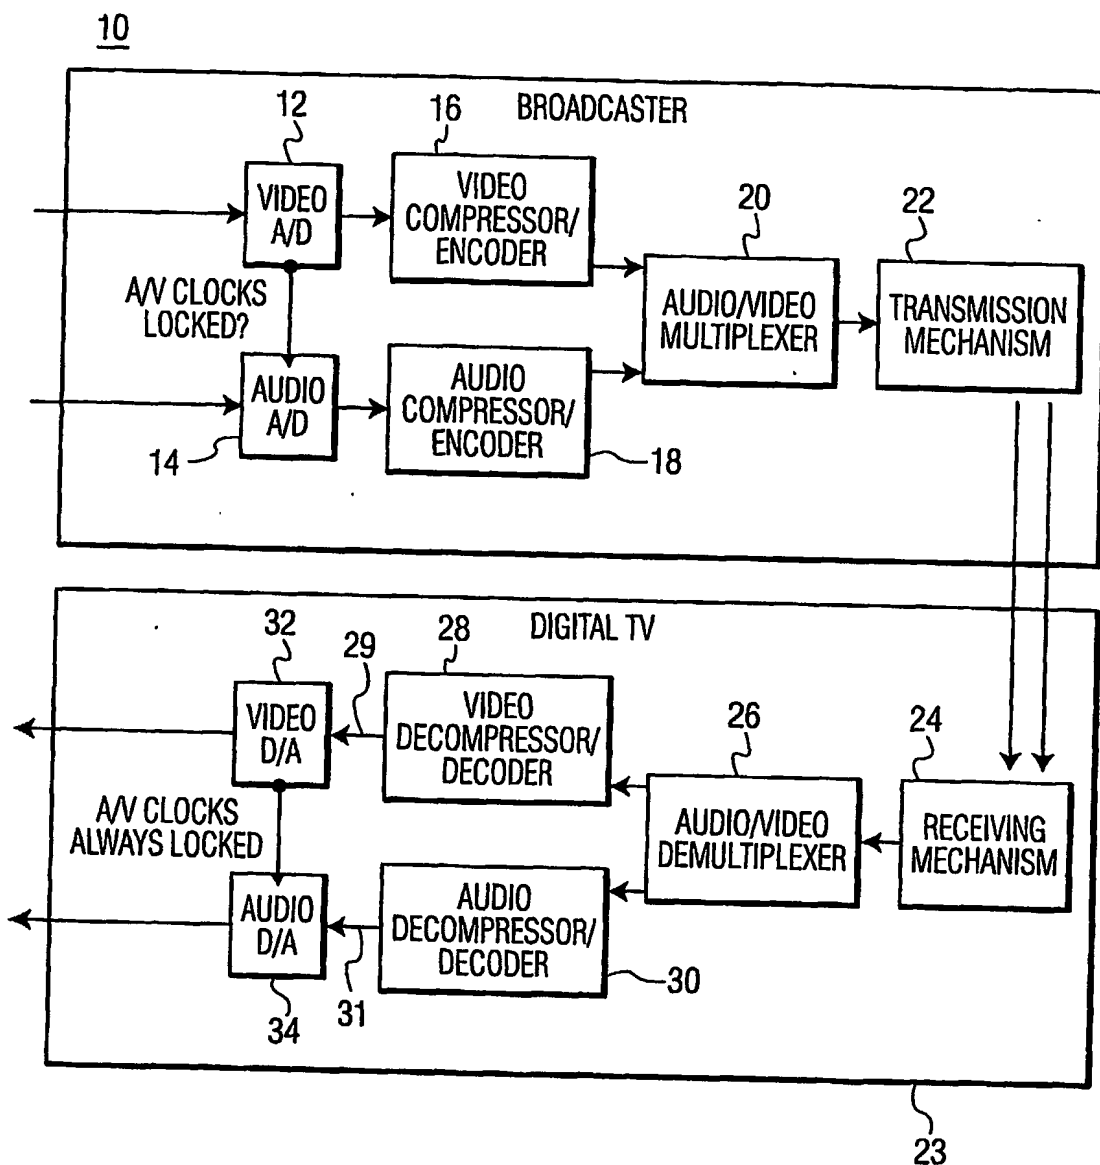 10
BROADCASTER
12
16
VIDEO
A/D
VIDEO
COMPRESSOR/
ENCODER
20
22
A/V CLOCKS
LOCKED?
AUDIO/VIDEO
MULTIPLEXER
TRANSMISSION
MECHANISM
AUDIO
A/D
AUDIO
COMPRESSOR/
ENCODER
14
18
DIGITAL TV
32
29
28
VIDEO
D/A
VIDEO
DECOMPRESSOR/
DECODER
26
24
A/V CLOCKS
ALWAYS LOCKED
AUDIO/VIDEO
DEMULTIPLEXER
RECEIVING
MECHANISM
AUDIO
D/A
AUDIO
DECOMPRESSOR/
DECODER
34
31
30
23